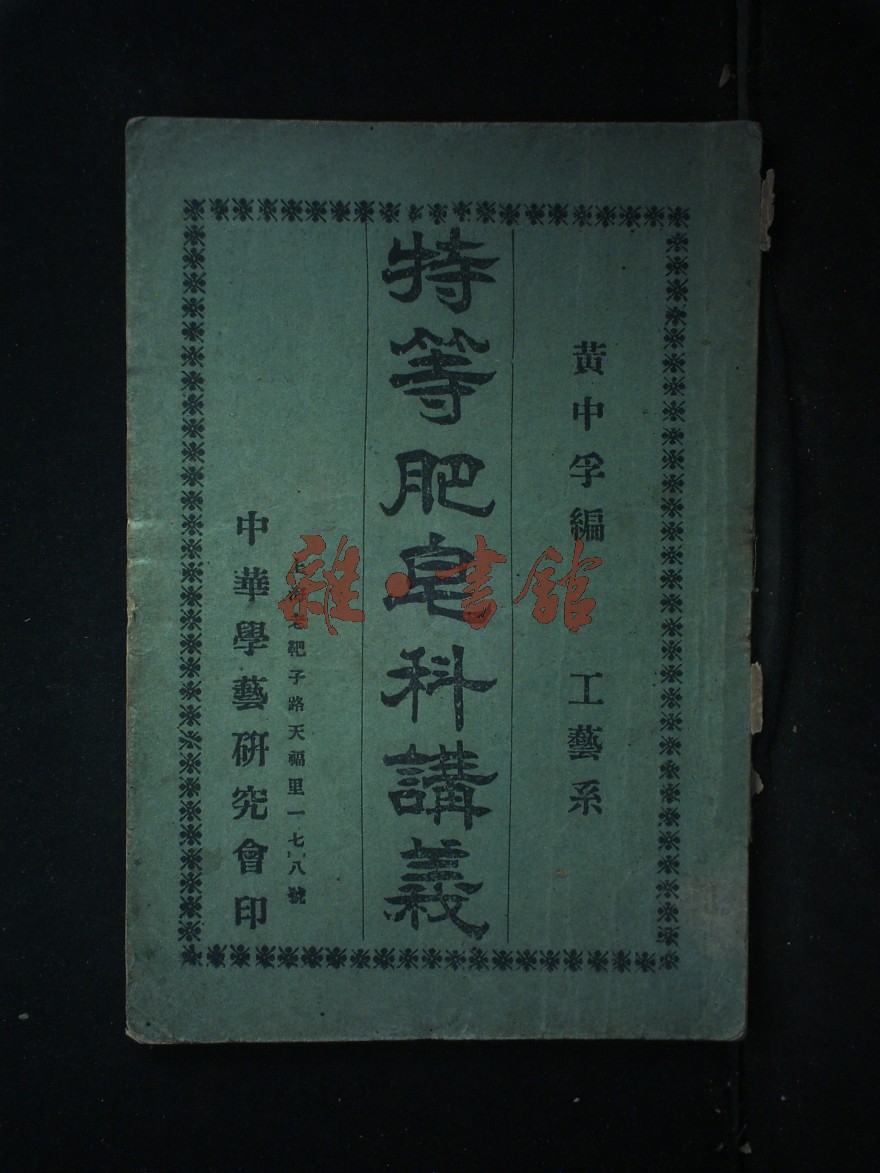 黃中孚編 工藝系
特等肥皂科講義
老靶子路天福里一七八號
中華學藝研究會印
雜·書館